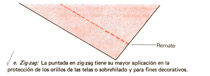 Remate
e. Zig-zag: La puntada en zig-zag tiene su mayor aplicación en la
protección de los orillos de las telas o sobrehilado y para fines decorativos.